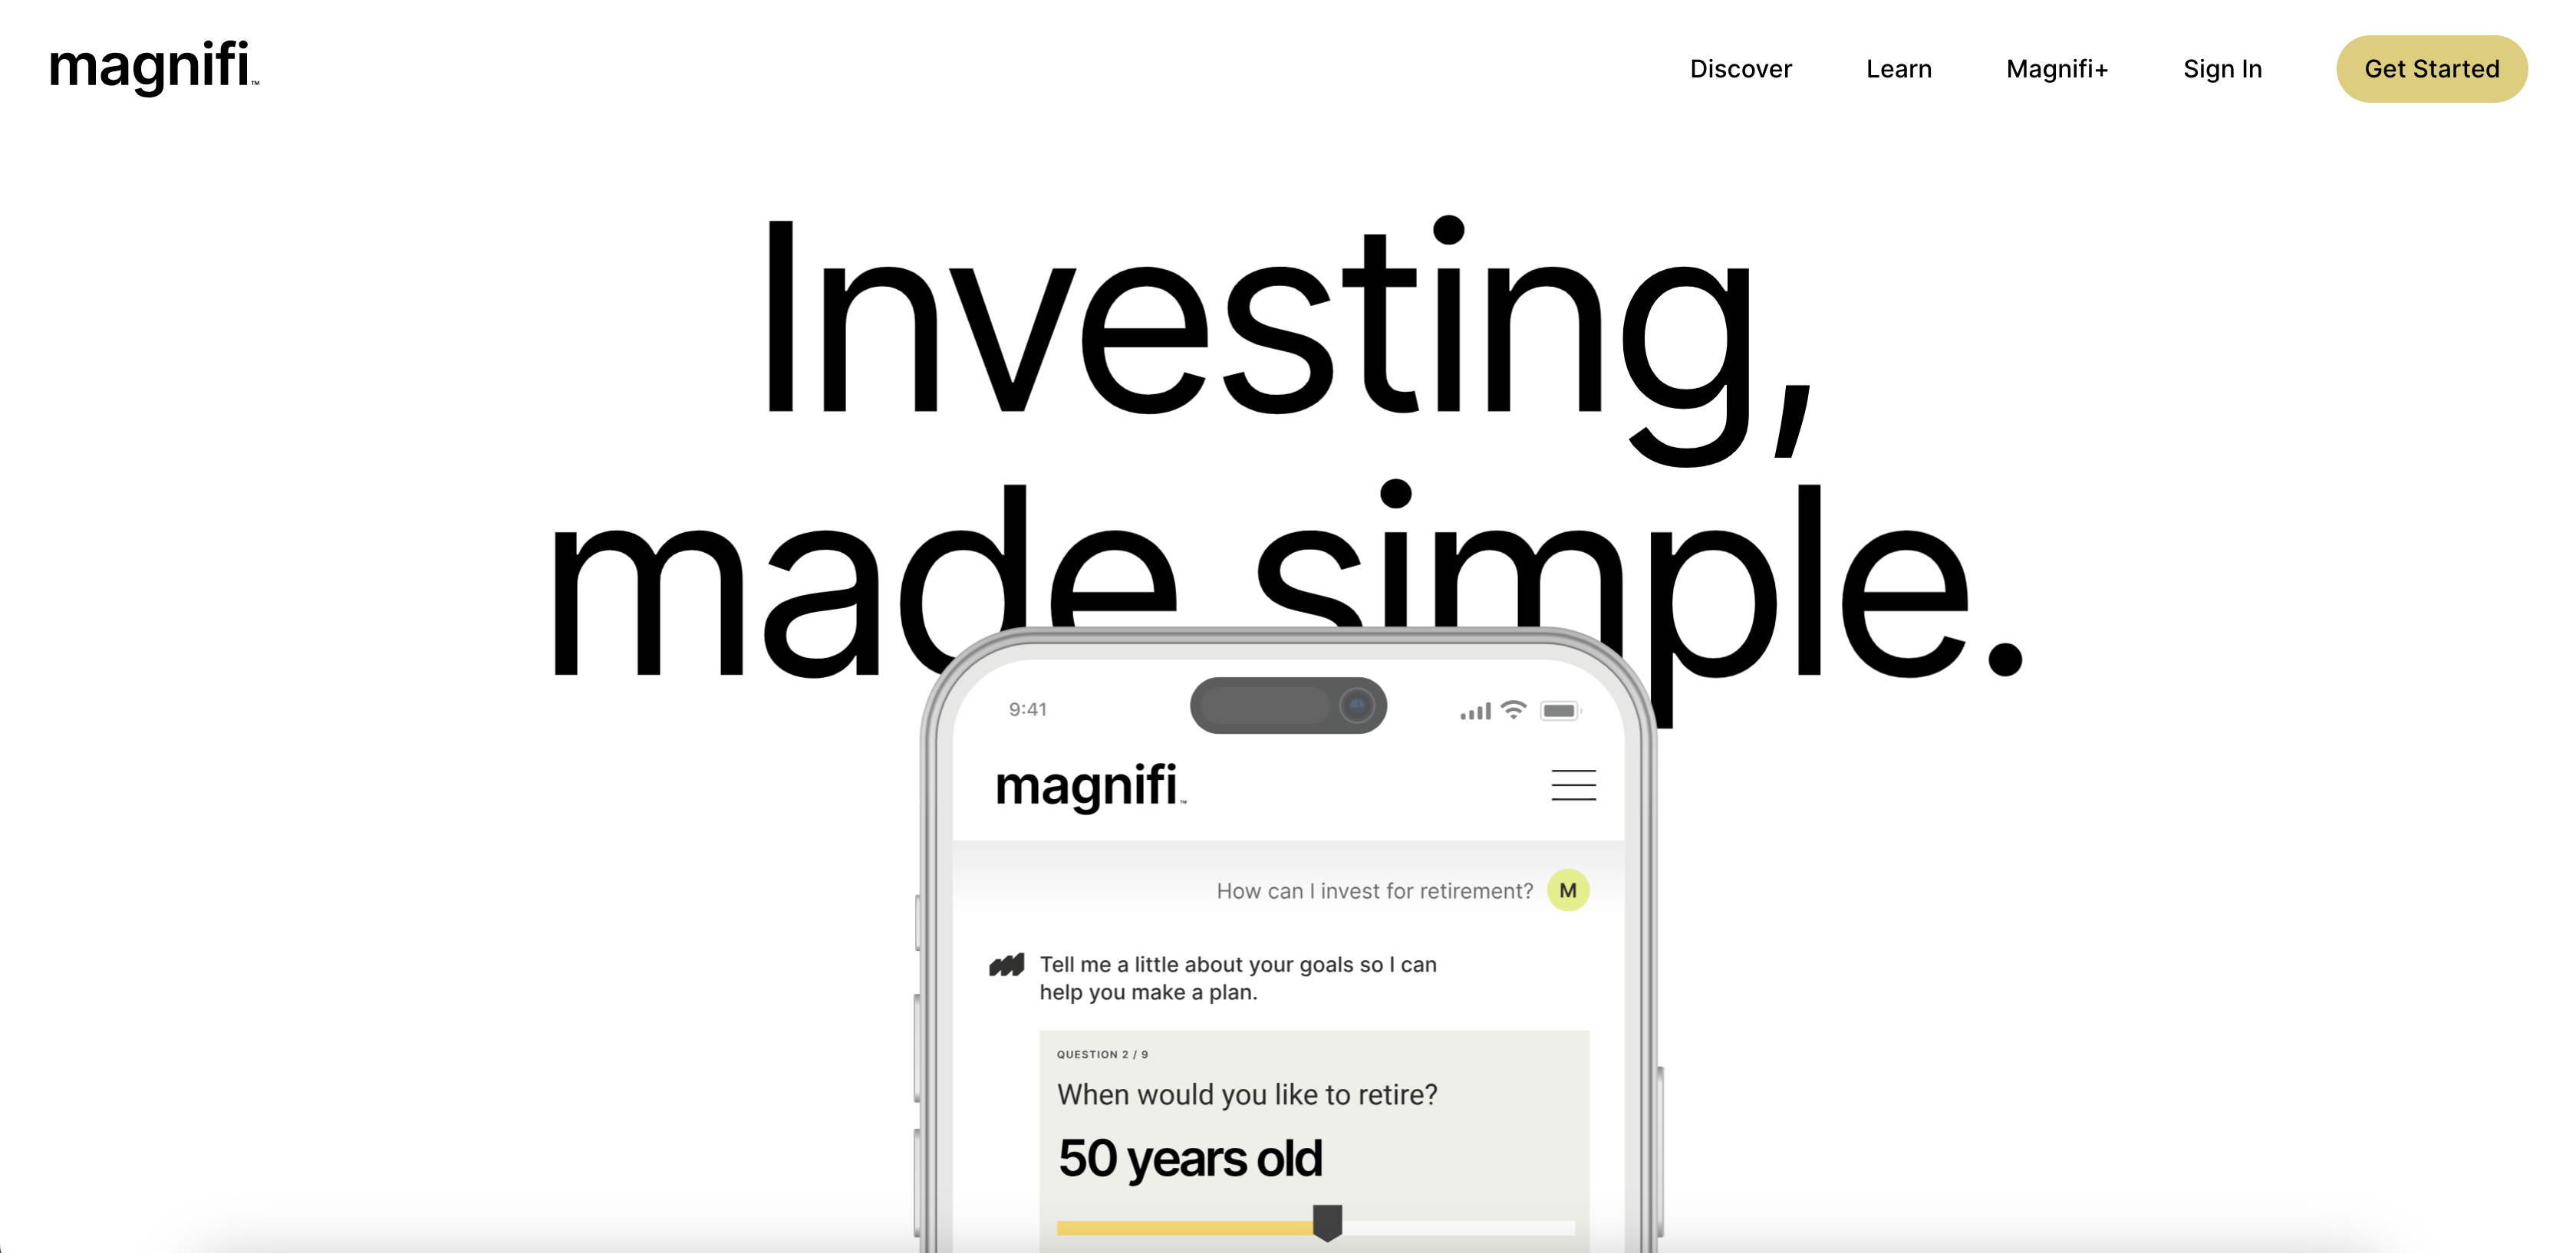 magnifi™
Discover
Learn
Magnifi+
Sign In
Get Started
Investing,
made simple.
9:41
magnifi™
How can I invest for retirement?
M
Tell me a little about your goals so I can
help you make a plan.
QUESTION 2 / 9
When would you like to retire?
50 years old